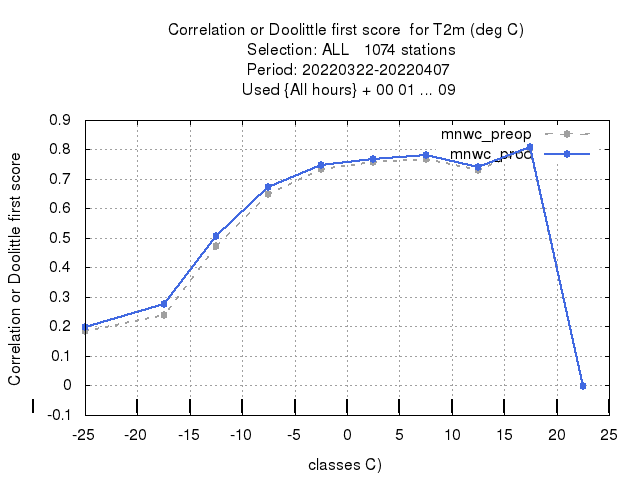 Correlation or Doolittle first score  for T2m (deg C)
Selection: ALL   1074 stations
Period: 20220322-20220407
Used {All hours} + 00 01 ... 09
mnwc_preop
mnwc_prod
Correlation or Doolittle first score
0.9
0.8
0.7
0.6
0.5
0.4
0.3
0.2
0.1
0
-0.1
-25 -20 -15 -10 -5 0 5 10 15 20 25
classes C)